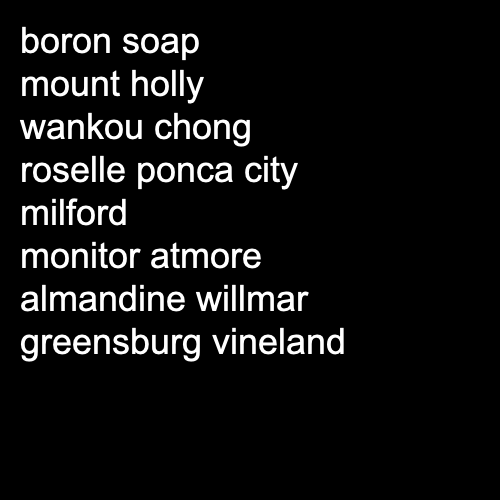 boron soap
mount holly
wankou chong
roselle ponca city
milford
monitor atmore
almandine willmar
greensburg vineland